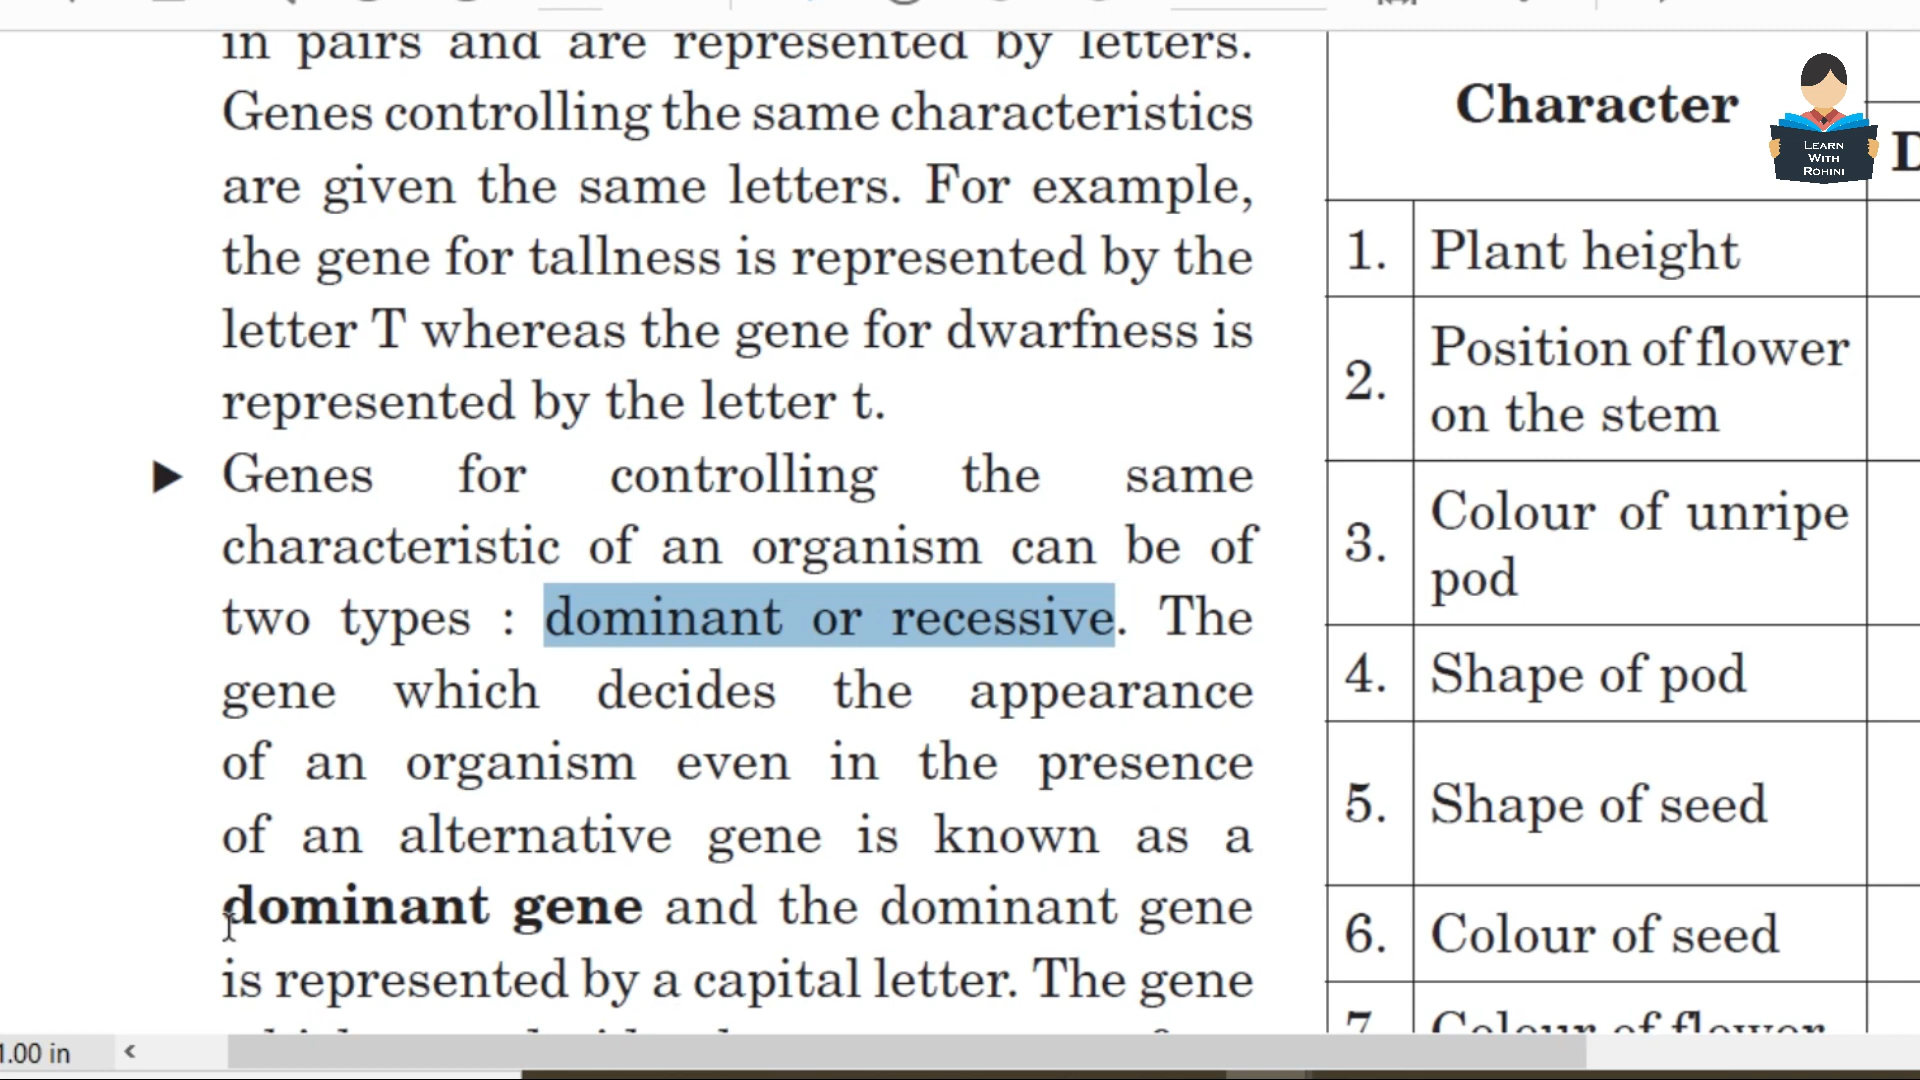 in pairs and are represented by letters.
Genes controlling the same characteristics
are given the same letters. For example,
the gene for tallness is represented by the
letter T whereas the gene for dwarfness is
represented by the letter t.
▶ Genes for controlling the same
characteristic of an organism can be of
two types : dominant or recessive. The
gene which decides the appearance
of an organism even in the presence
of an alternative gene is known as a
dominant gene and the dominant gene
is represented by a capital letter. The gene
Character
D
LEARN
WITH
ROHINI
1. Plant height
2. Position of flower
on the stem
3. Colour of unripe
pod
4. Shape of pod
5. Shape of seed
6. Colour of seed
7. Colour of flower
1.00 in